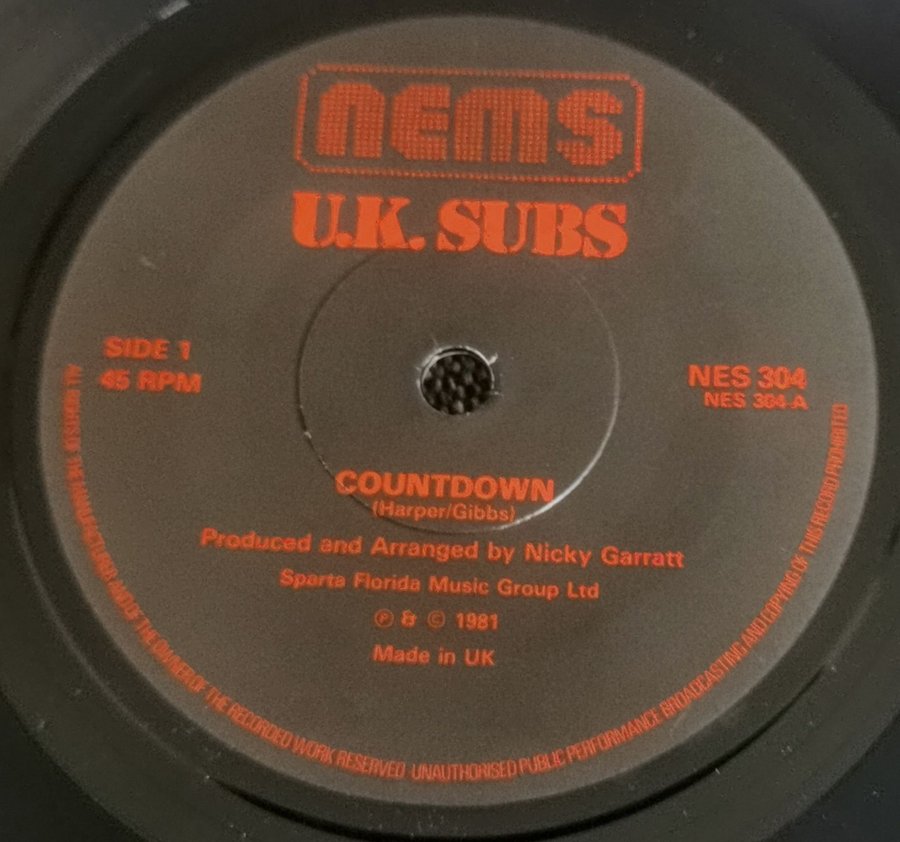 NEMS
U.K. SUBS
SIDE 1
45 RPM
NES 304
NES 304-A
COUNTDOWN
(Harper/Gibbs)
Produced and Arranged by Nicky Garratt
Sparta Florida Music Group Ltd
℗ & © 1981
Made in UK
ALL RIGHTS OF THE MANUFACTURER AND OF THE OWNER OF THE RECORDED WORK RESERVED UNAUTHORISED PUBLIC PERFORMANCE BROADCASTING AND COPYING OF THIS RECORD PROHIBITED